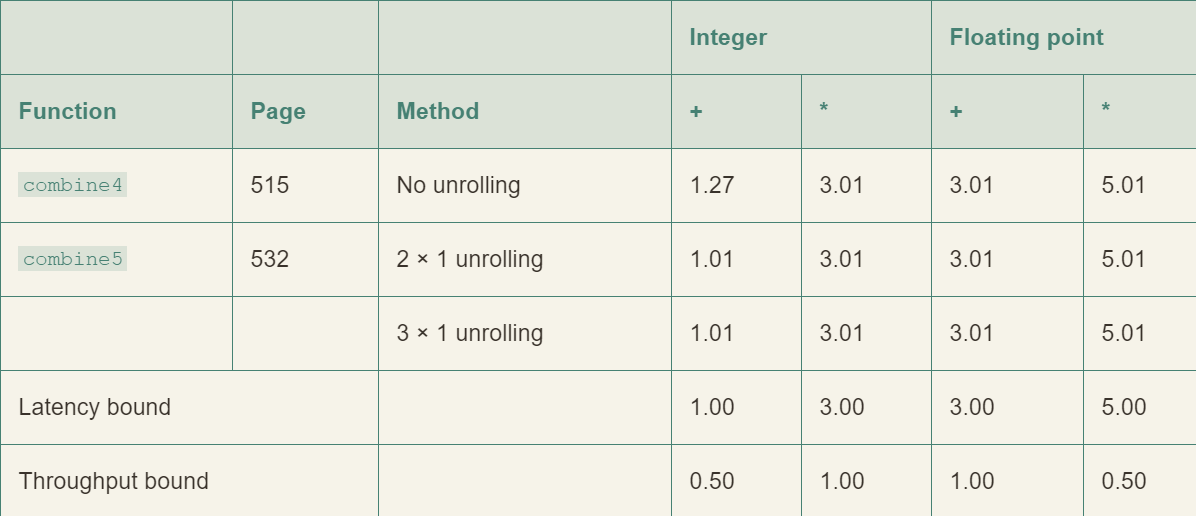 Integer Floating point
Function Page Method + * + *
combine4 515 No unrolling 1.27 3.01 3.01 5.01
combine5 532 2 × 1 unrolling 1.01 3.01 3.01 5.01
3 × 1 unrolling 1.01 3.01 3.01 5.01
Latency bound 1.00 3.00 3.00 5.00
Throughput bound 0.50 1.00 1.00 0.50